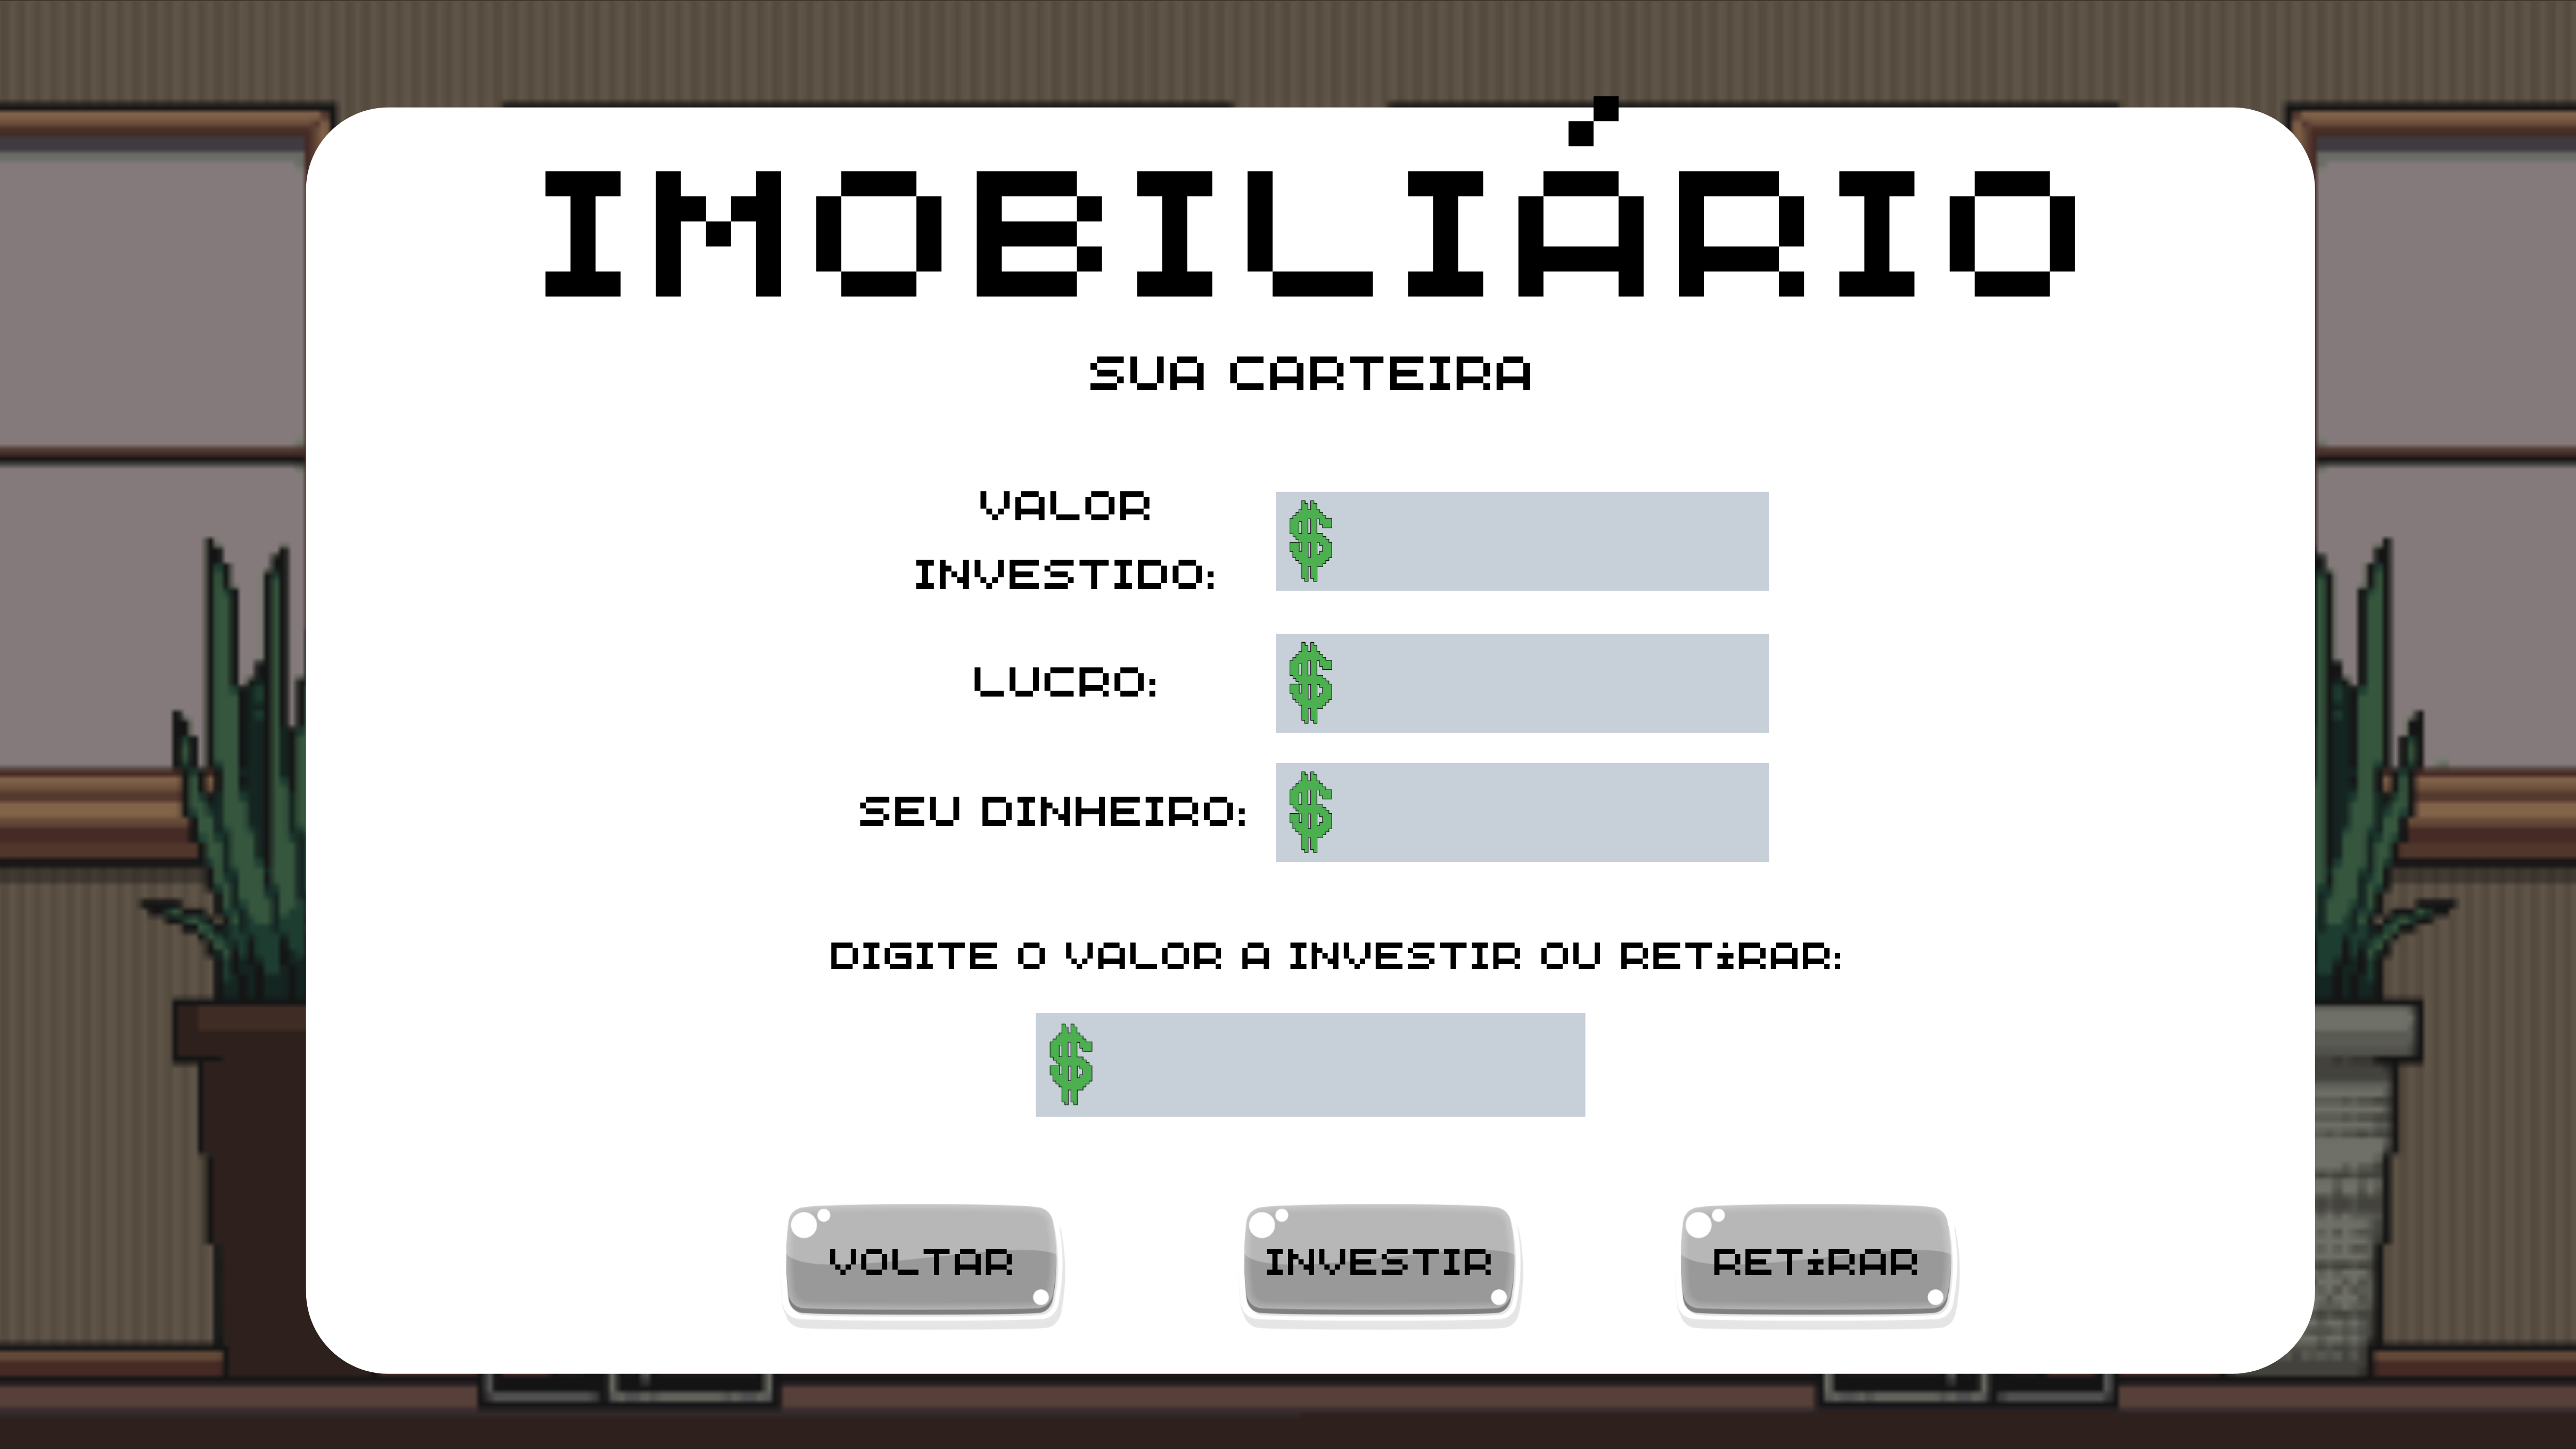 IMOBILIÁRIO
SUA CARTEIRA
VALOR
INVESTIDO:
$
LUCRO:
$
SEU DINHEIRO:
$
DIGITE O VALOR A INVESTIR OU RETiRAR:
$
VOLTAR
INVESTIR
RETiRAR